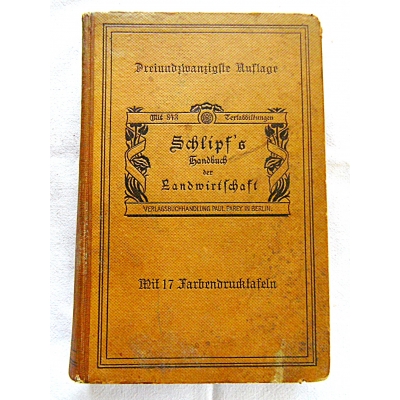 Dreiundzwanzigste Auflage
Mit 843 Textabbildungen
Schlipf's
Handbuch
der
Landwirtschaft
VERLAGSBUCHHANDLUNG PAUL PAREY IN BERLIN.
Mit 17 Farbendrucktafeln